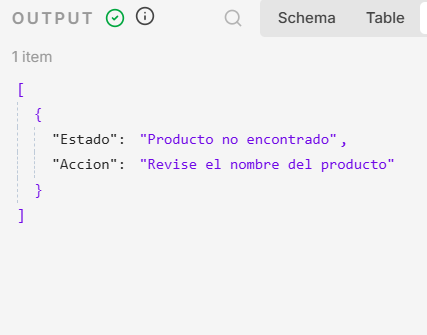 OUTPUT Schema Table
1 item
[
{
"Estado": "Producto no encontrado",
"Accion": "Revise el nombre del producto"
}
]